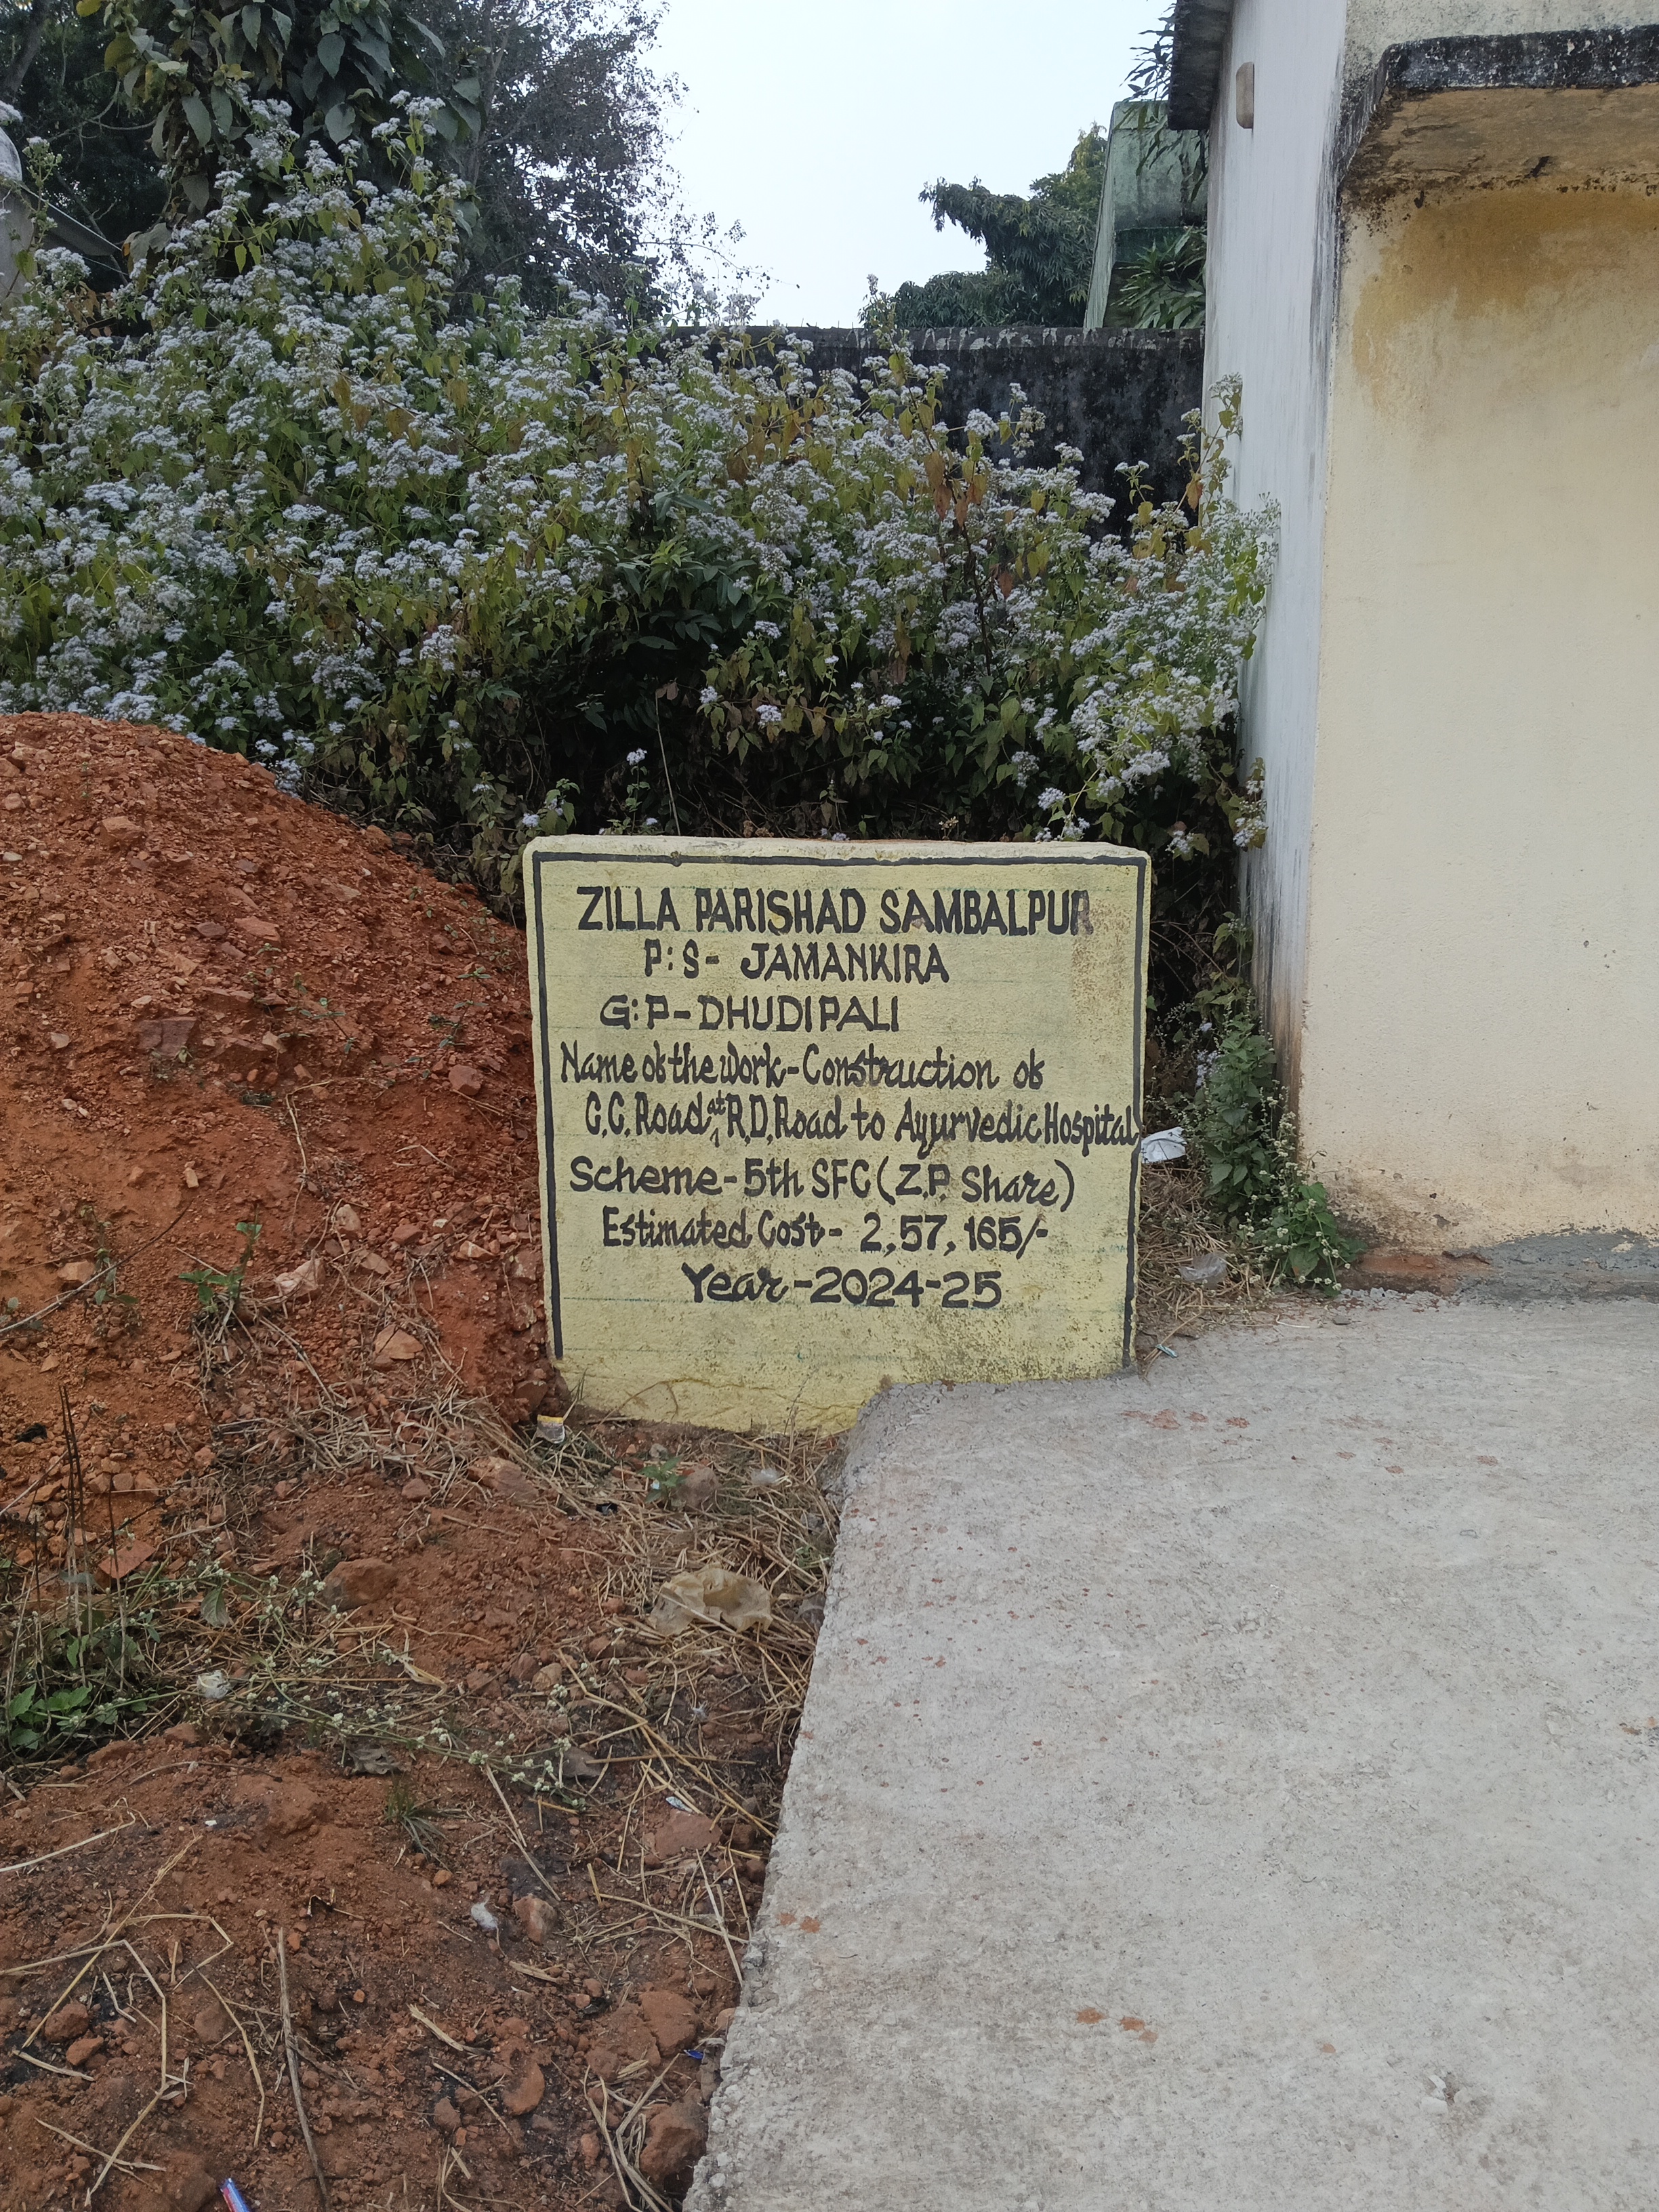 ZILLA PARISHAD SAMBALPUR
P:S- JAMANKIRA
G:P-DHUDIPALI
Name of the Work-Construction of
C.C. Road at R.D. Road to Ayurvedic Hospital
Scheme-5th SFC (Z.P. Share)
Estimated Cost- 2,57,165/-
Year-2024-25